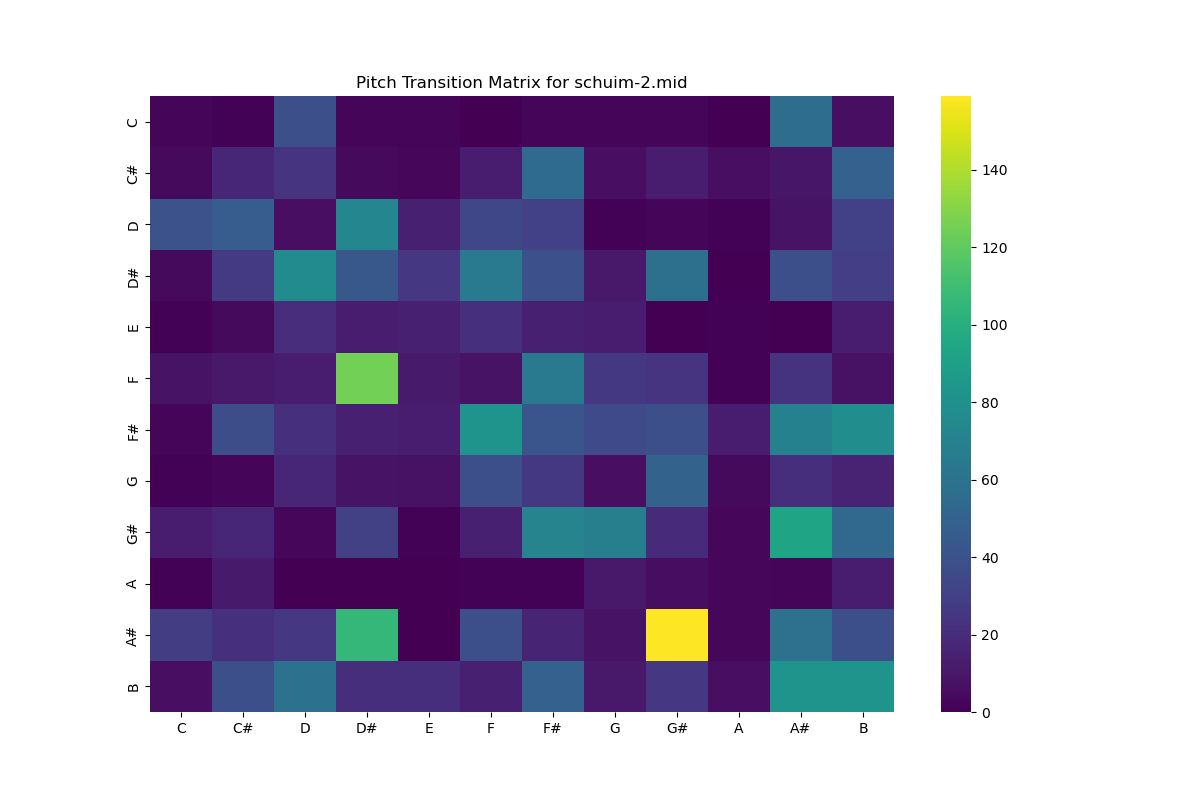 Pitch Transition Matrix for schuim-2.mid
C
C#
D
D#
E
F
F#
G
G#
A
A#
B
C C# D D# E F F# G G# A A# B
140
120
100
80
60
40
20
0